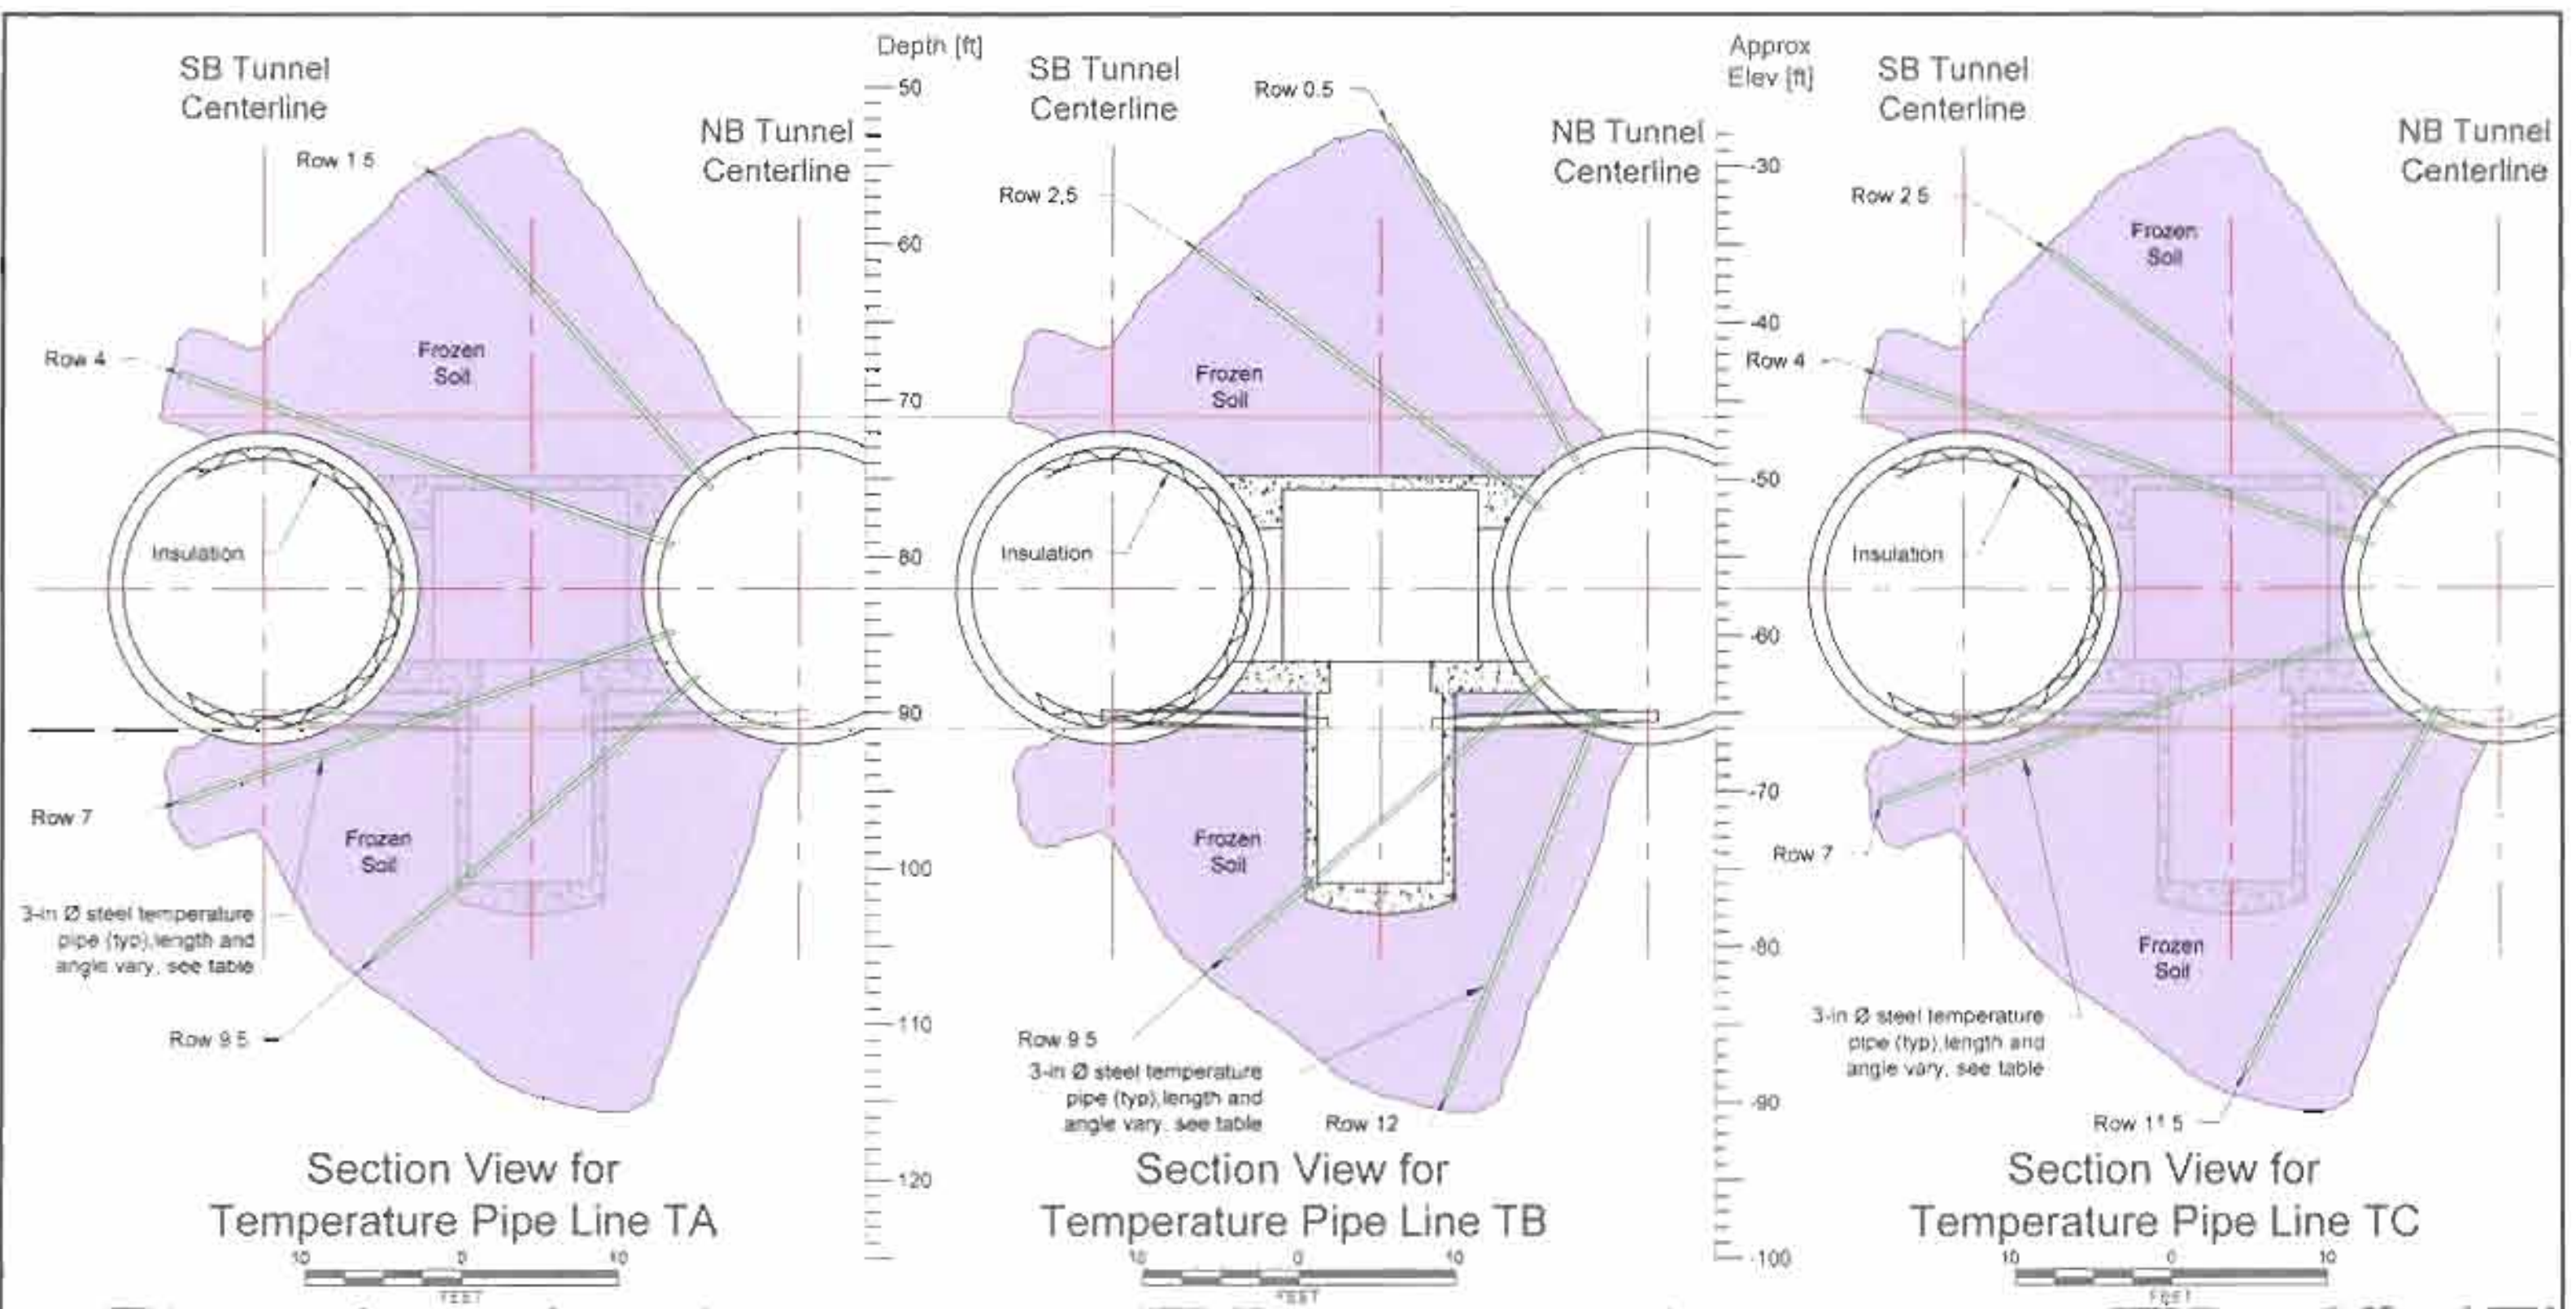 SB Tunnel
Centerline
NB Tunnel
Centerline
Row 1 5
Row 4
Frozen
Soil
Insulation
Row 7
Frozen
Soil
3-in Ø steel temperature
pipe (typ), length and
angle vary, see table
Row 9 5
Section View for
Temperature Pipe Line TA
10 0 10
FEET
Depth [ft]
50
60
70
80
90
100
110
120
SB Tunnel
Centerline
Row 0.5
NB Tunnel
Centerline
Row 2.5
Frozen
Soil
Insulation
Frozen
Soil
Row 9 5
3-in Ø steel temperature
pipe (typ), length and
angle vary, see table
Row 12
Section View for
Temperature Pipe Line TB
10 0 10
FEET
Approx
Elev [ft]
-30
-40
-50
-60
-70
-80
-90
-100
SB Tunnel
Centerline
NB Tunnel
Centerline
Row 2 5
Frozen
Soil
Row 4
Insulation
Row 7
Frozen
Soil
3-in Ø steel temperature
pipe (typ), length and
angle vary, see table
Row 11 5
Section View for
Temperature Pipe Line TC
10 0 10
FEET